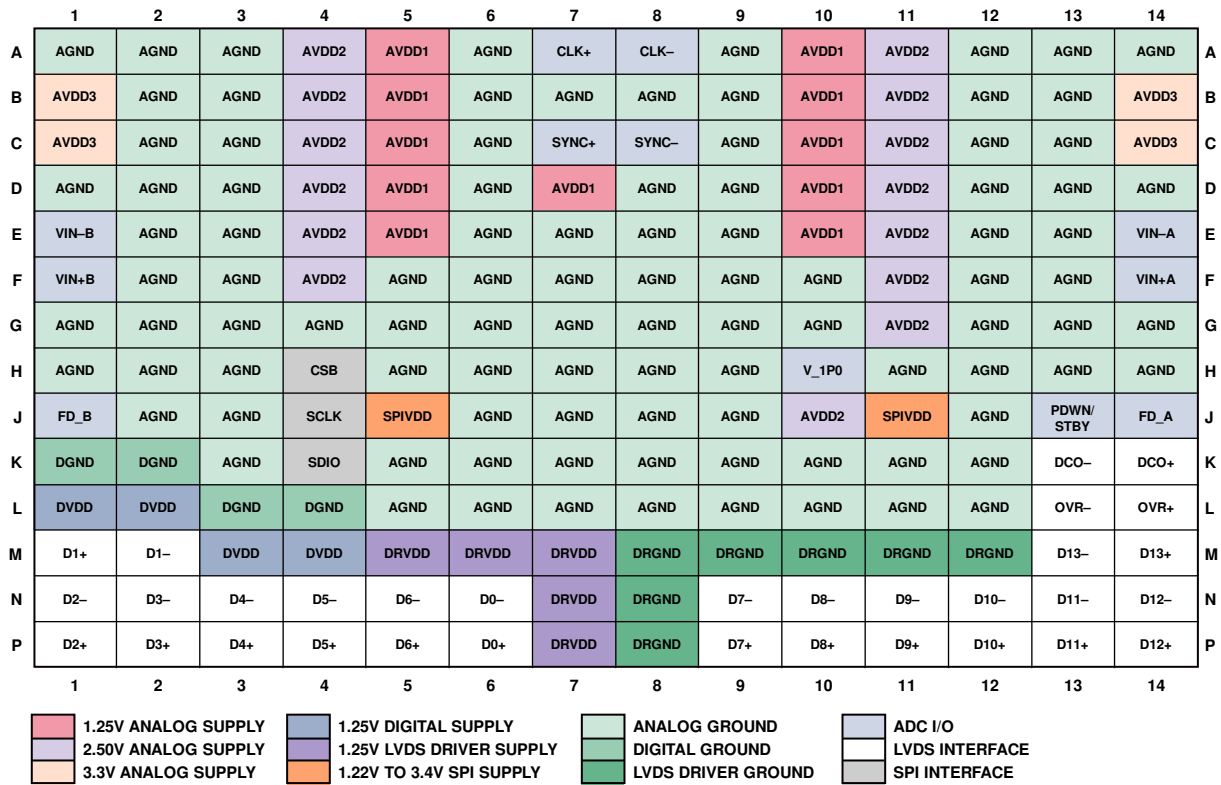 1 2 3 4 5 6 7 8 9 10 11 12 13 14
A AGND AGND AGND AVDD2 AVDD1 AGND CLK+ CLK– AGND AVDD1 AVDD2 AGND AGND AGND A
B AVDD3 AGND AGND AVDD2 AVDD1 AGND AGND AGND AGND AVDD1 AVDD2 AGND AGND AVDD3 B
C AVDD3 AGND AGND AVDD2 AVDD1 AGND SYNC+ SYNC– AGND AVDD1 AVDD2 AGND AGND AVDD3 C
D AGND AGND AGND AVDD2 AVDD1 AGND AVDD1 AGND AGND AVDD1 AVDD2 AGND AGND AGND D
E VIN–B AGND AGND AVDD2 AVDD1 AGND AGND AGND AGND AVDD1 AVDD2 AGND AGND VIN–A E
F VIN+B AGND AGND AVDD2 AGND AGND AGND AGND AGND AGND AVDD2 AGND AGND VIN+A F
G AGND AGND AGND AGND AGND AGND AGND AGND AGND AGND AVDD2 AGND AGND AGND G
H AGND AGND AGND CSB AGND AGND AGND AGND AGND V_1P0 AGND AGND AGND AGND H
J FD_B AGND AGND SCLK SPIVDD AGND AGND AGND AGND AVDD2 SPIVDD AGND PDWN/ STBY FD_A J
K DGND DGND AGND SDIO AGND AGND AGND AGND AGND AGND AGND AGND DCO– DCO+ K
L DVDD DVDD DGND DGND AGND AGND AGND AGND AGND AGND AGND AGND OVR– OVR+ L
M D1+ D1– DVDD DVDD DRVDD DRVDD DRVDD DRGND DRGND DRGND DRGND DRGND D13– D13+ M
N D2– D3– D4– D5– D6– D0– DRVDD DRGND D7– D8– D9– D10– D11– D12– N
P D2+ D3+ D4+ D5+ D6+ D0+ DRVDD DRGND D7+ D8+ D9+ D10+ D11+ D12+ P
1 2 3 4 5 6 7 8 9 10 11 12 13 14
1.25V ANALOG SUPPLY 1.25V DIGITAL SUPPLY ANALOG GROUND ADC I/O
2.50V ANALOG SUPPLY 1.25V LVDS DRIVER SUPPLY DIGITAL GROUND LVDS INTERFACE
3.3V ANALOG SUPPLY 1.22V TO 3.4V SPI SUPPLY LVDS DRIVER GROUND SPI INTERFACE